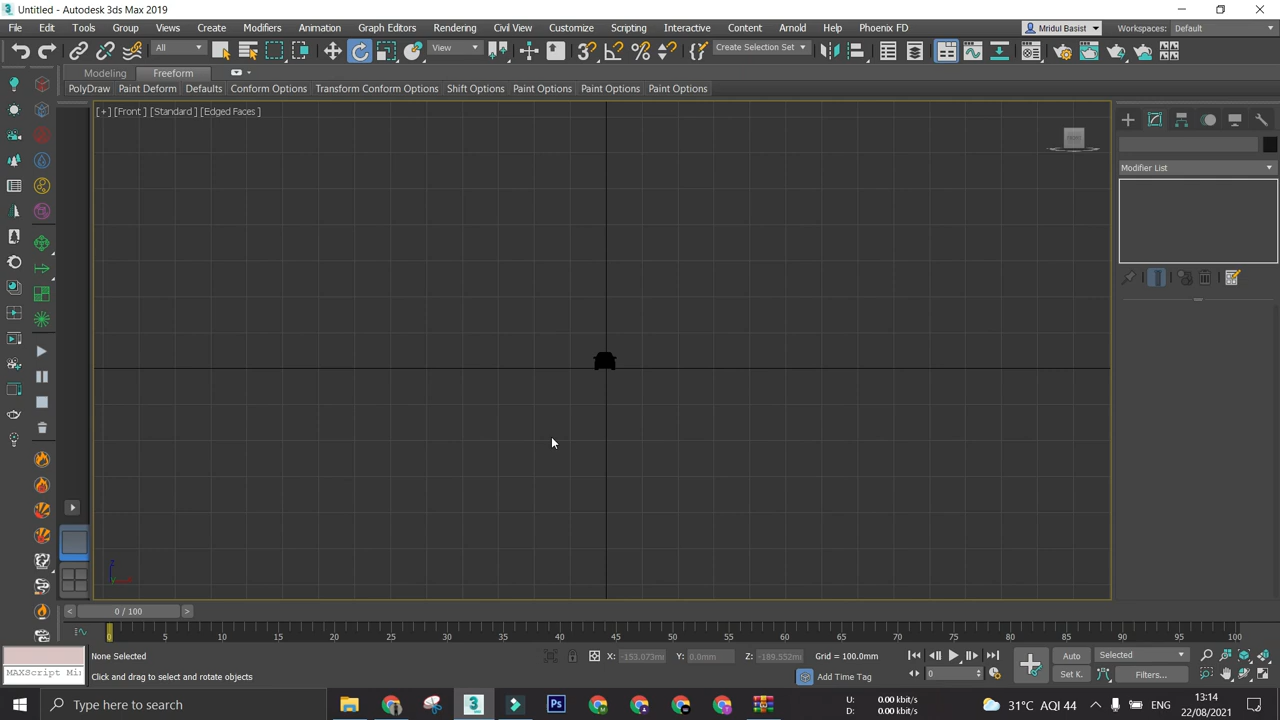 Untitled - Autodesk 3ds Max 2019
File Edit Tools Group Views Create Modifiers Animation Graph Editors Rendering Civil View Customize Scripting Interactive Content Arnold Help Phoenix FD Mridul Basist Workspaces: Default
All View Create Selection Set
Modeling Freeform
PolyDraw Paint Deform Defaults Conform Options Transform Conform Options Shift Options Paint Options Paint Options Paint Options
[+] [Front ] [Standard ] [Edged Faces ]
Modifier List
0 / 100
0 5 10 15 20 25 30 35 40 45 50 55 60 65 70 75 80 85 90 95 100
None Selected X: -153.073m Y: 0.0mm Z: -189.552m Grid = 100.0mm Auto Selected
MAXScript Mi Click and drag to select and rotate objects Add Time Tag 0 Set K. Filters...
Type here to search U: 0.00 kbit/s 31°C AQI 44 ENG 13:14
D: 0.00 kbit/s 22/08/2021